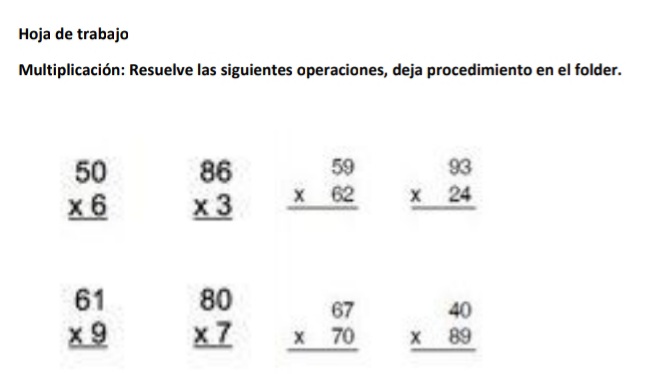 Hoja de trabajo
Multiplicación: Resuelve las siguientes operaciones, deja procedimiento en el folder.
50 86 59 93
x 6 x 3 x 62 x 24
61 80 67 40
x 9 x 7 x 70 x 89